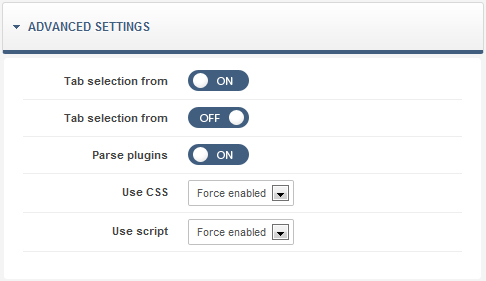 ADVANCED SETTINGS
Tab selection from ON
Tab selection from OFF
Parse plugins ON
Use CSS Force enabled
Use script Force enabled